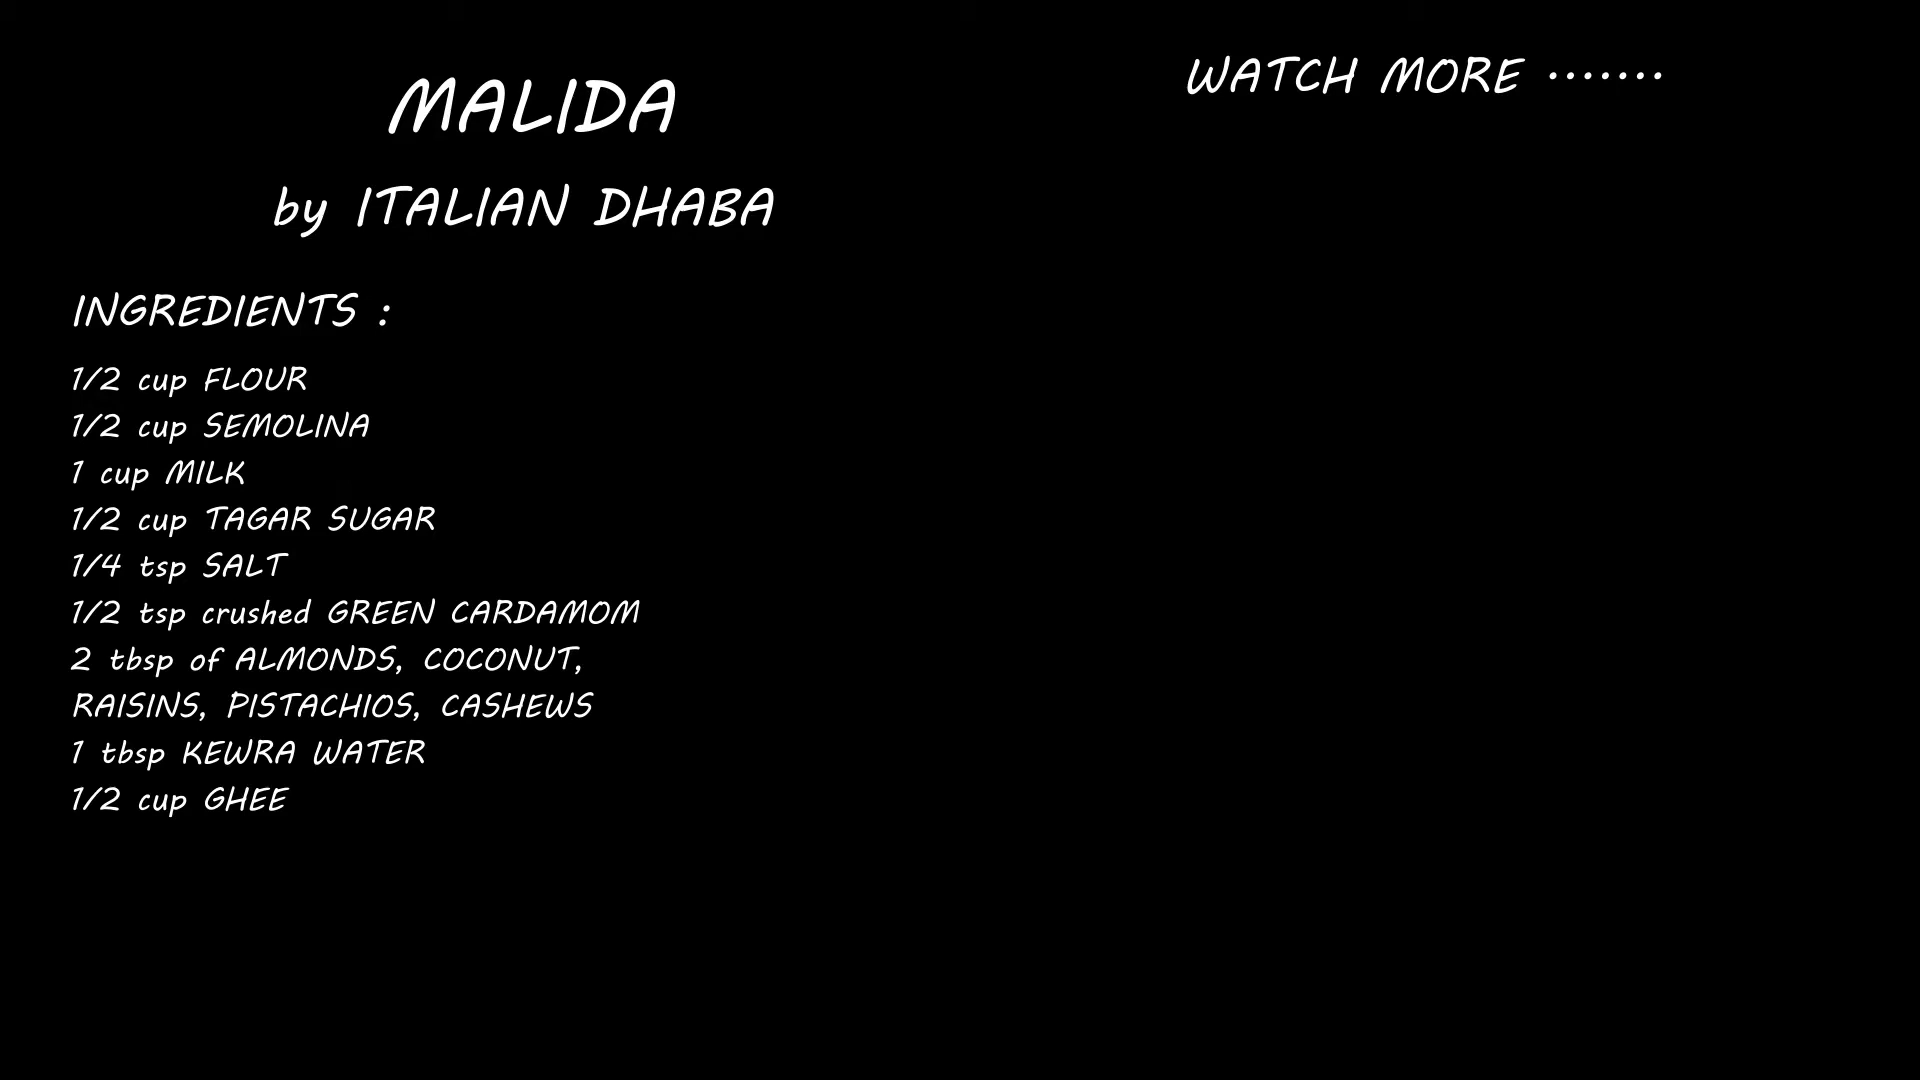 MALIDA
by ITALIAN DHABA
INGREDIENTS :
1/2 cup FLOUR
1/2 cup SEMOLINA
1 cup MILK
1/2 cup TAGAR SUGAR
1/4 tsp SALT
1/2 tsp crushed GREEN CARDAMOM
2 tbsp of ALMONDS, COCONUT,
RAISINS, PISTACHIOS, CASHEWS
1 tbsp KEWRA WATER
1/2 cup GHEE
WATCH MORE .......